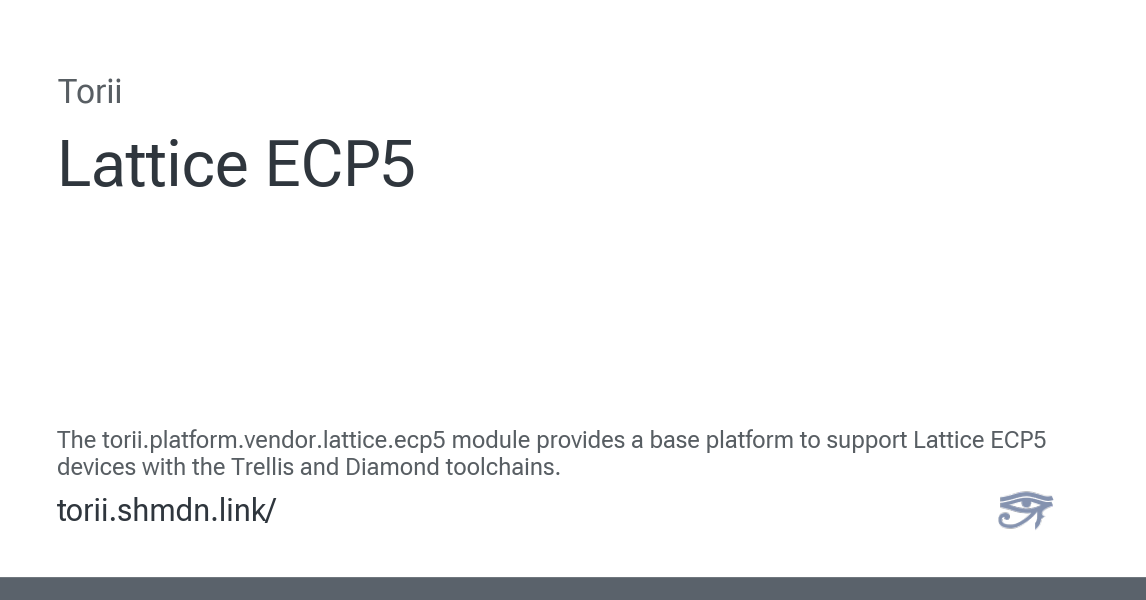 Torii
Lattice ECP5
The torii.platform.vendor.lattice.ecp5 module provides a base platform to support Lattice ECP5
devices with the Trellis and Diamond toolchains.
torii.shmdn.link/